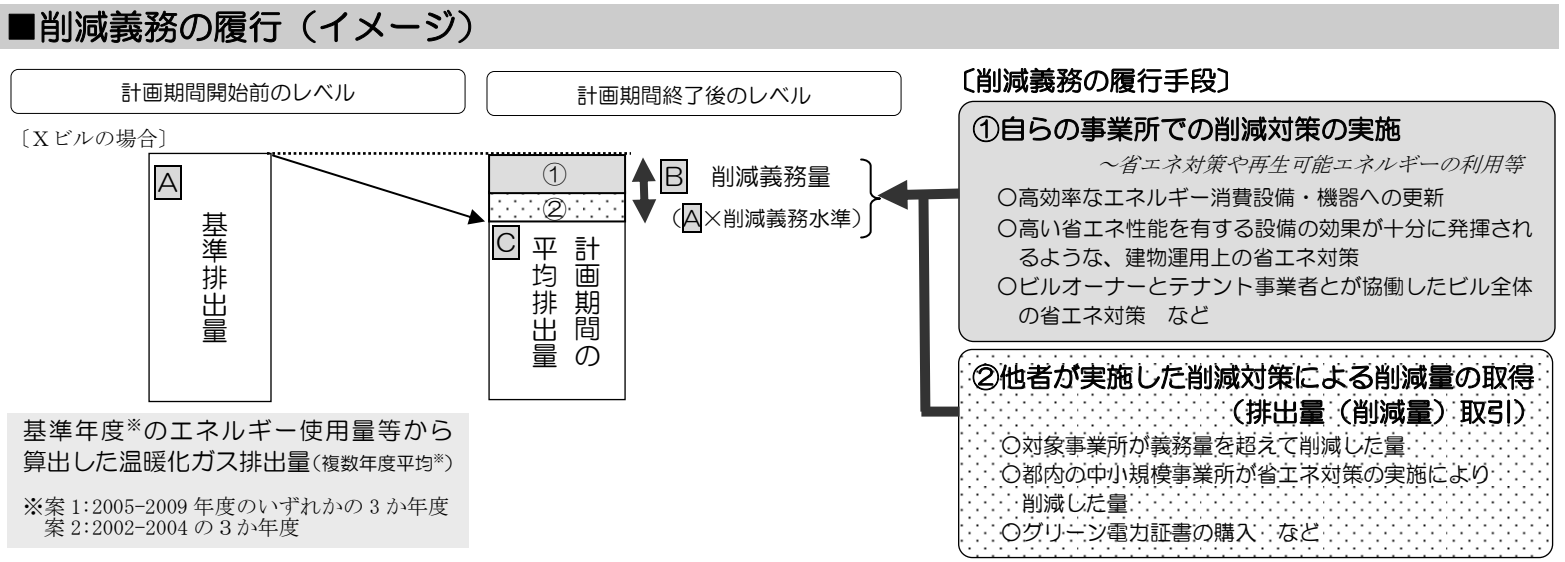 ■削減義務の履行（イメージ）
計画期間開始前のレベル
計画期間終了後のレベル
〔Xビルの場合〕
A
基準排出量
①
②
C
計画期間の
平均排出量
B 削減義務量
（A×削減義務水準）
基準年度※のエネルギー使用量等から
算出した温暖化ガス排出量(複数年度平均※)
※案1:2005-2009年度のいずれかの3か年度
案2:2002-2004の３か年度
〔削減義務の履行手段〕
①自らの事業所での削減対策の実施
～省エネ対策や再生可能エネルギーの利用等
○高効率なエネルギー消費設備・機器への更新
○高い省エネ性能を有する設備の効果が十分に発揮され
るような、建物運用上の省エネ対策
○ビルオーナーとテナント事業者とが協働したビル全体
の省エネ対策　など
②他者が実施した削減対策による削減量の取得
（排出量（削減量）取引）
○対象事業所が義務量を超えて削減した量
○都内の中小規模事業所が省エネ対策の実施により
削減した量
○グリーン電力証書の購入　など